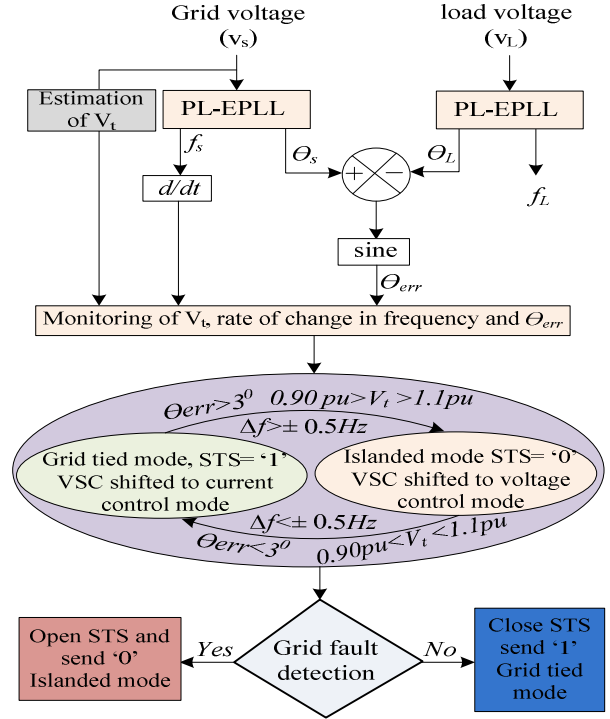 Grid voltage
(vs)
load voltage
(vL)
Estimation
of Vt
PL-EPLL
PL-EPLL
fs
ϴs
ϴL
+
−
d/dt
fL
sine
ϴerr
Monitoring of Vt, rate of change in frequency and ϴerr
ϴerr>3⁰ 0.90 pu>Vt >1.1pu
Δf>± 0.5Hz
Grid tied mode, STS= ‘1’
VSC shifted to current
control mode
Islanded mode STS= ‘0’
VSC shifted to voltage
control mode
Δf<± 0.5Hz
ϴerr<3⁰ 0.90pu<Vt <1.1pu
Open STS and
send ‘0’
Islanded mode
Yes
Grid fault
detection
No
Close STS
send ‘1’
Grid tied
mode